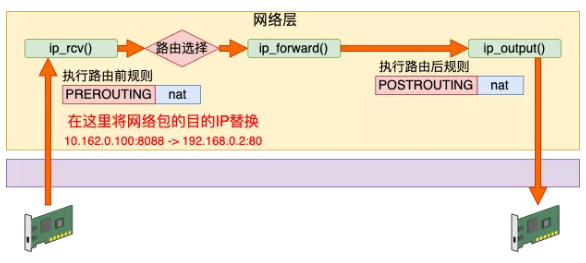 网络层
ip_rcv()
路由选择
ip_forward()
ip_output()
执行路由前规则
PREROUTING nat
执行路由后规则
POSTROUTING nat
在这里将网络包的目的IP替换
10.162.0.100:8088 -> 192.168.0.2:80